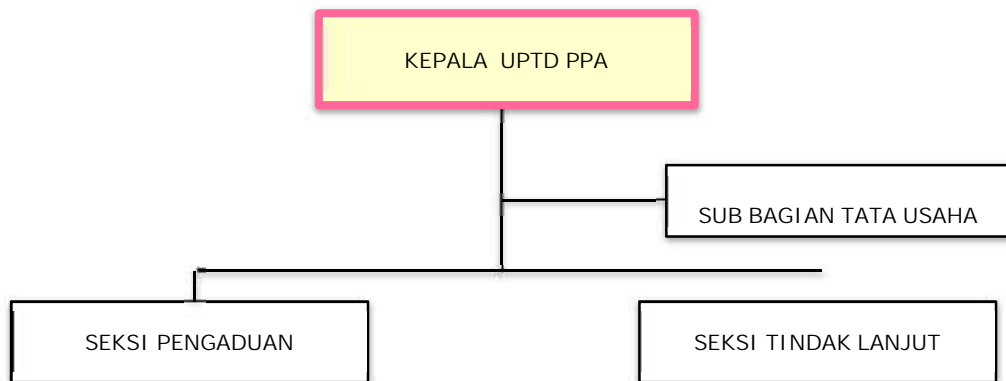 KEPALA UPTD PPA
SUB BAGIAN TATA USAHA
SEKSI PENGADUAN
SEKSI TINDAK LANJUT